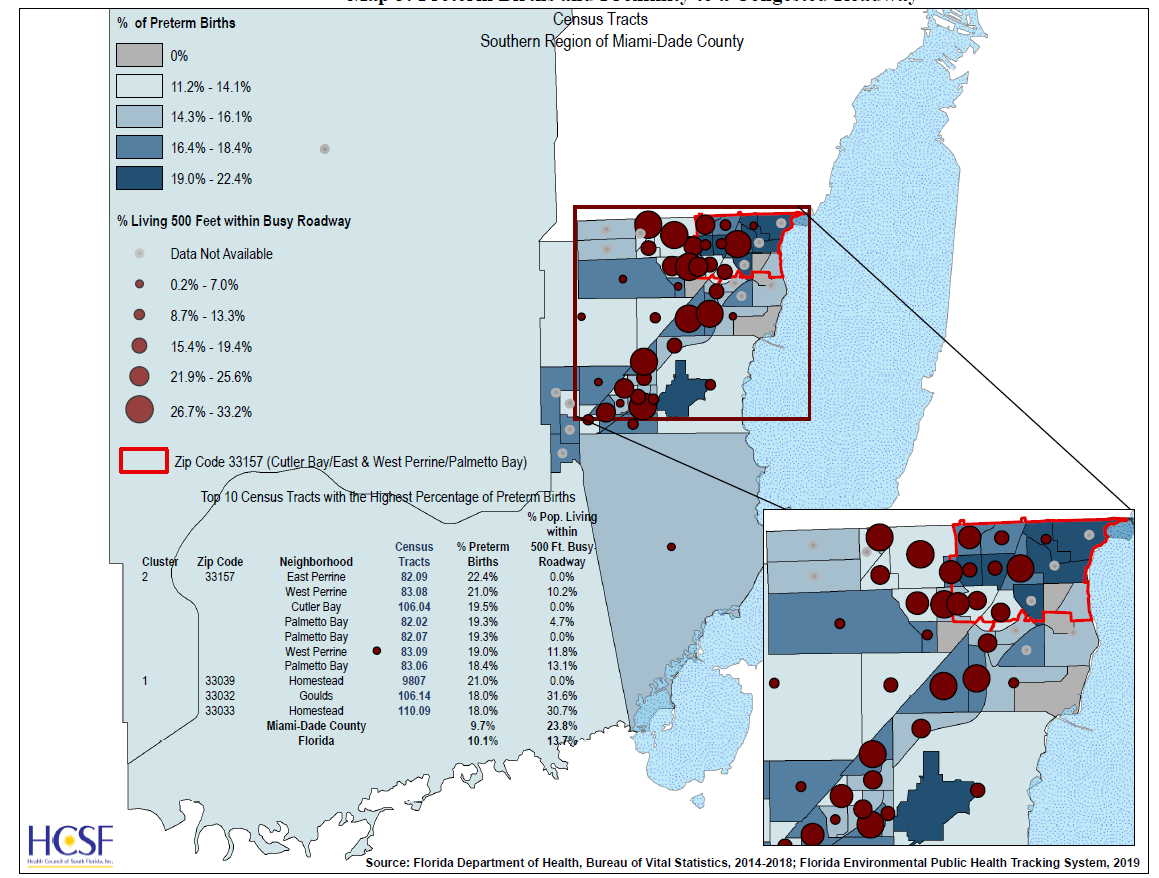 % of Preterm Births
Census Tracts
Southern Region of Miami-Dade County
0%
11.2% - 14.1%
14.3% - 16.1%
16.4% - 18.4%
19.0% - 22.4%
% Living 500 Feet within Busy Roadway
Data Not Available
0.2% - 7.0%
8.7% - 13.3%
15.4% - 19.4%
21.9% - 25.6%
26.7% - 33.2%
Zip Code 33157 (Cutler Bay/East & West Perrine/Palmetto Bay)
Top 10 Census Tracts with the Highest Percentage of Preterm Births
% Pop. Living
within
Census % Preterm 500 Ft. Busy-
Cluster Zip Code Neighborhood Tracts Births Roadway
2 33157 East Perrine 82.09 22.4% 0.0%
West Perrine 83.08 21.0% 10.2%
Cutler Bay 106.04 19.5% 0.0%
Palmetto Bay 82.02 19.3% 4.7%
Palmetto Bay 82.07 19.3% 0.0%
West Perrine 83.09 19.0% 11.8%
Palmetto Bay 83.06 18.4% 13.1%
1 33039 Homestead 9807 21.0% 0.0%
33032 Goulds 106.14 18.0% 31.6%
33033 Homestead 110.09 18.0% 30.7%
Miami-Dade County 9.7% 23.8%
Florida 10.1% 13.7%
HCSF
Health Council of South Florida, Inc.
Source: Florida Department of Health, Bureau of Vital Statistics, 2014-2018; Florida Environmental Public Health Tracking System, 2019